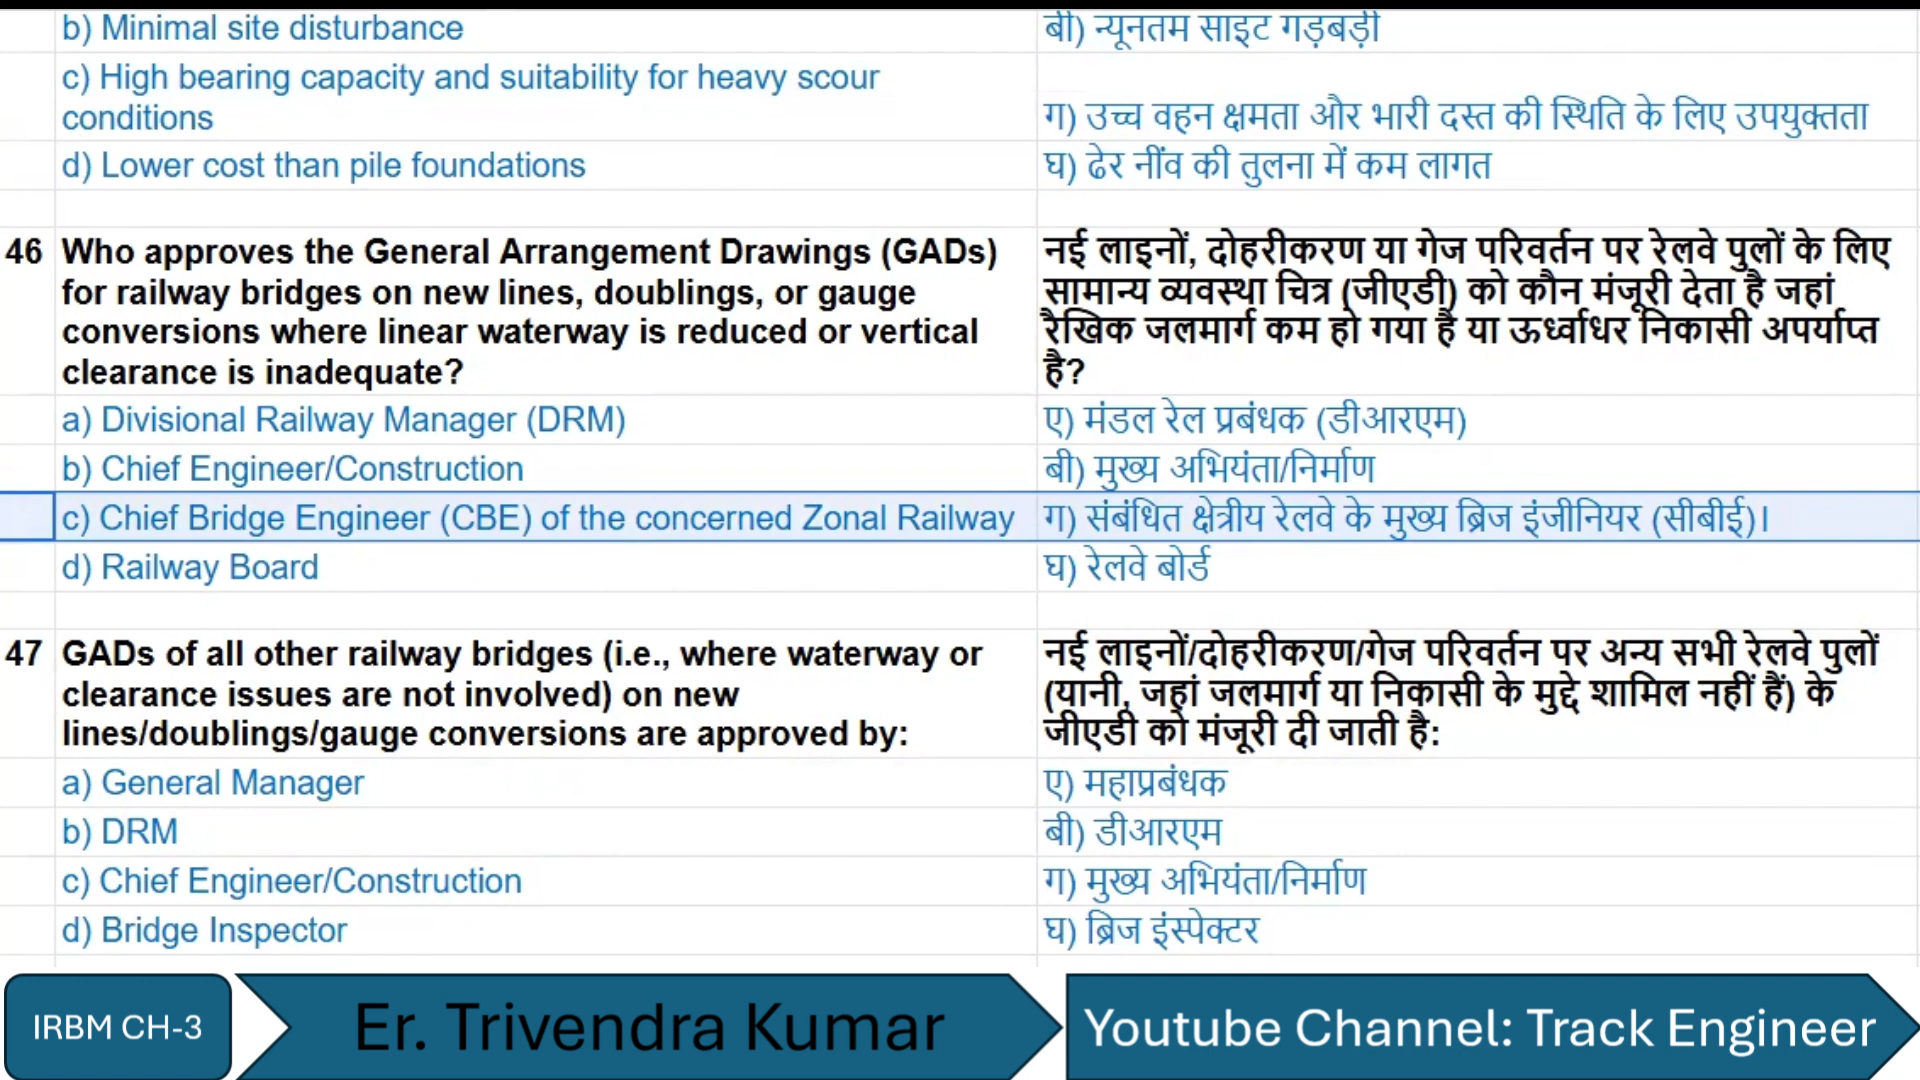 b) Minimal site disturbance
बी) न्यूनतम साइट गड़बड़ी
c) High bearing capacity and suitability for heavy scour
conditions
ग) उच्च वहन क्षमता और भारी दस्त की स्थिति के लिए उपयुक्तता
d) Lower cost than pile foundations
घ) ढेर नींव की तुलना में कम लागत
46 Who approves the General Arrangement Drawings (GADs)
for railway bridges on new lines, doublings, or gauge
conversions where linear waterway is reduced or vertical
clearance is inadequate?
नई लाइनों, दोहरीकरण या गेज परिवर्तन पर रेलवे पुलों के लिए
सामान्य व्यवस्था चित्र (जीएडी) को कौन मंजूरी देता है जहां
रैखिक जलमार्ग कम हो गया है या ऊर्ध्वाधर निकासी अपर्याप्त
है?
a) Divisional Railway Manager (DRM)
ए) मंडल रेल प्रबंधक (डीआरएम)
b) Chief Engineer/Construction
बी) मुख्य अभियंता/निर्माण
c) Chief Bridge Engineer (CBE) of the concerned Zonal Railway
ग) संबंधित क्षेत्रीय रेलवे के मुख्य ब्रिज इंजीनियर (सीबीई)।
d) Railway Board
घ) रेलवे बोर्ड
47 GADs of all other railway bridges (i.e., where waterway or
clearance issues are not involved) on new
lines/doublings/gauge conversions are approved by:
नई लाइनों/दोहरीकरण/गेज परिवर्तन पर अन्य सभी रेलवे पुलों
(यानी, जहां जलमार्ग या निकासी के मुद्दे शामिल नहीं हैं) के
जीएडी को मंजूरी दी जाती है:
a) General Manager
ए) महाप्रबंधक
b) DRM
बी) डीआरएम
c) Chief Engineer/Construction
ग) मुख्य अभियंता/निर्माण
d) Bridge Inspector
घ) ब्रिज इंस्पेक्टर
IRBM CH-3
Er. Trivendra Kumar
Youtube Channel: Track Engineer